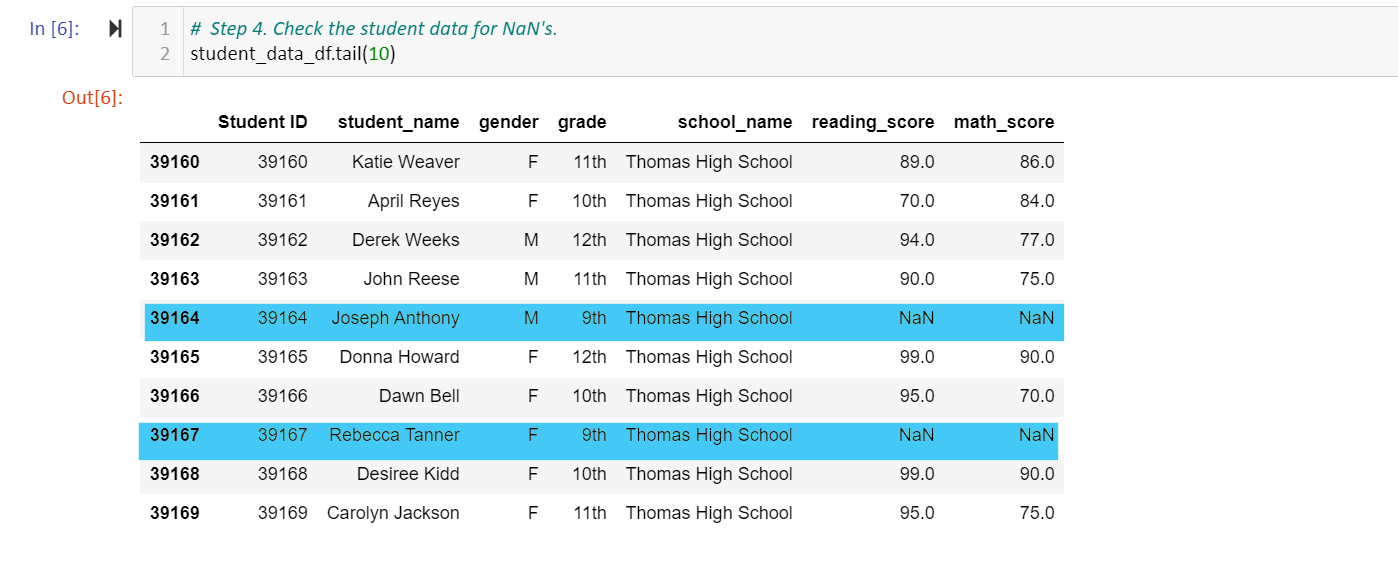 In [6]:
1 # Step 4. Check the student data for NaN's.
2 student_data_df.tail(10)
Out[6]:
Student ID student_name gender grade school_name reading_score math_score
39160 39160 Katie Weaver F 11th Thomas High School 89.0 86.0
39161 39161 April Reyes F 10th Thomas High School 70.0 84.0
39162 39162 Derek Weeks M 12th Thomas High School 94.0 77.0
39163 39163 John Reese M 11th Thomas High School 90.0 75.0
39164 39164 Joseph Anthony M 9th Thomas High School NaN NaN
39165 39165 Donna Howard F 12th Thomas High School 99.0 90.0
39166 39166 Dawn Bell F 10th Thomas High School 95.0 70.0
39167 39167 Rebecca Tanner F 9th Thomas High School NaN NaN
39168 39168 Desiree Kidd F 10th Thomas High School 99.0 90.0
39169 39169 Carolyn Jackson F 11th Thomas High School 95.0 75.0